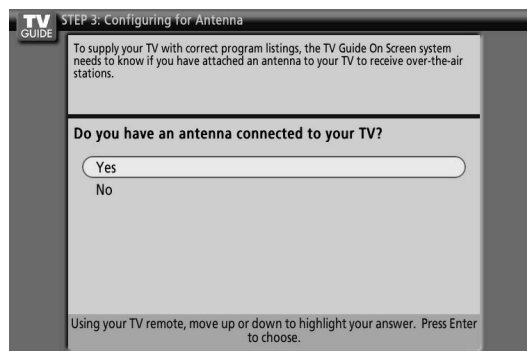 TV
GUIDE
STEP 3: Configuring for Antenna
To supply your TV with correct program listings, the TV Guide On Screen system
needs to know if you have attached an antenna to your TV to receive over-the-air
stations.
Do you have an antenna connected to your TV?
Yes
No
Using your TV remote, move up or down to highlight your answer. Press Enter
to choose.